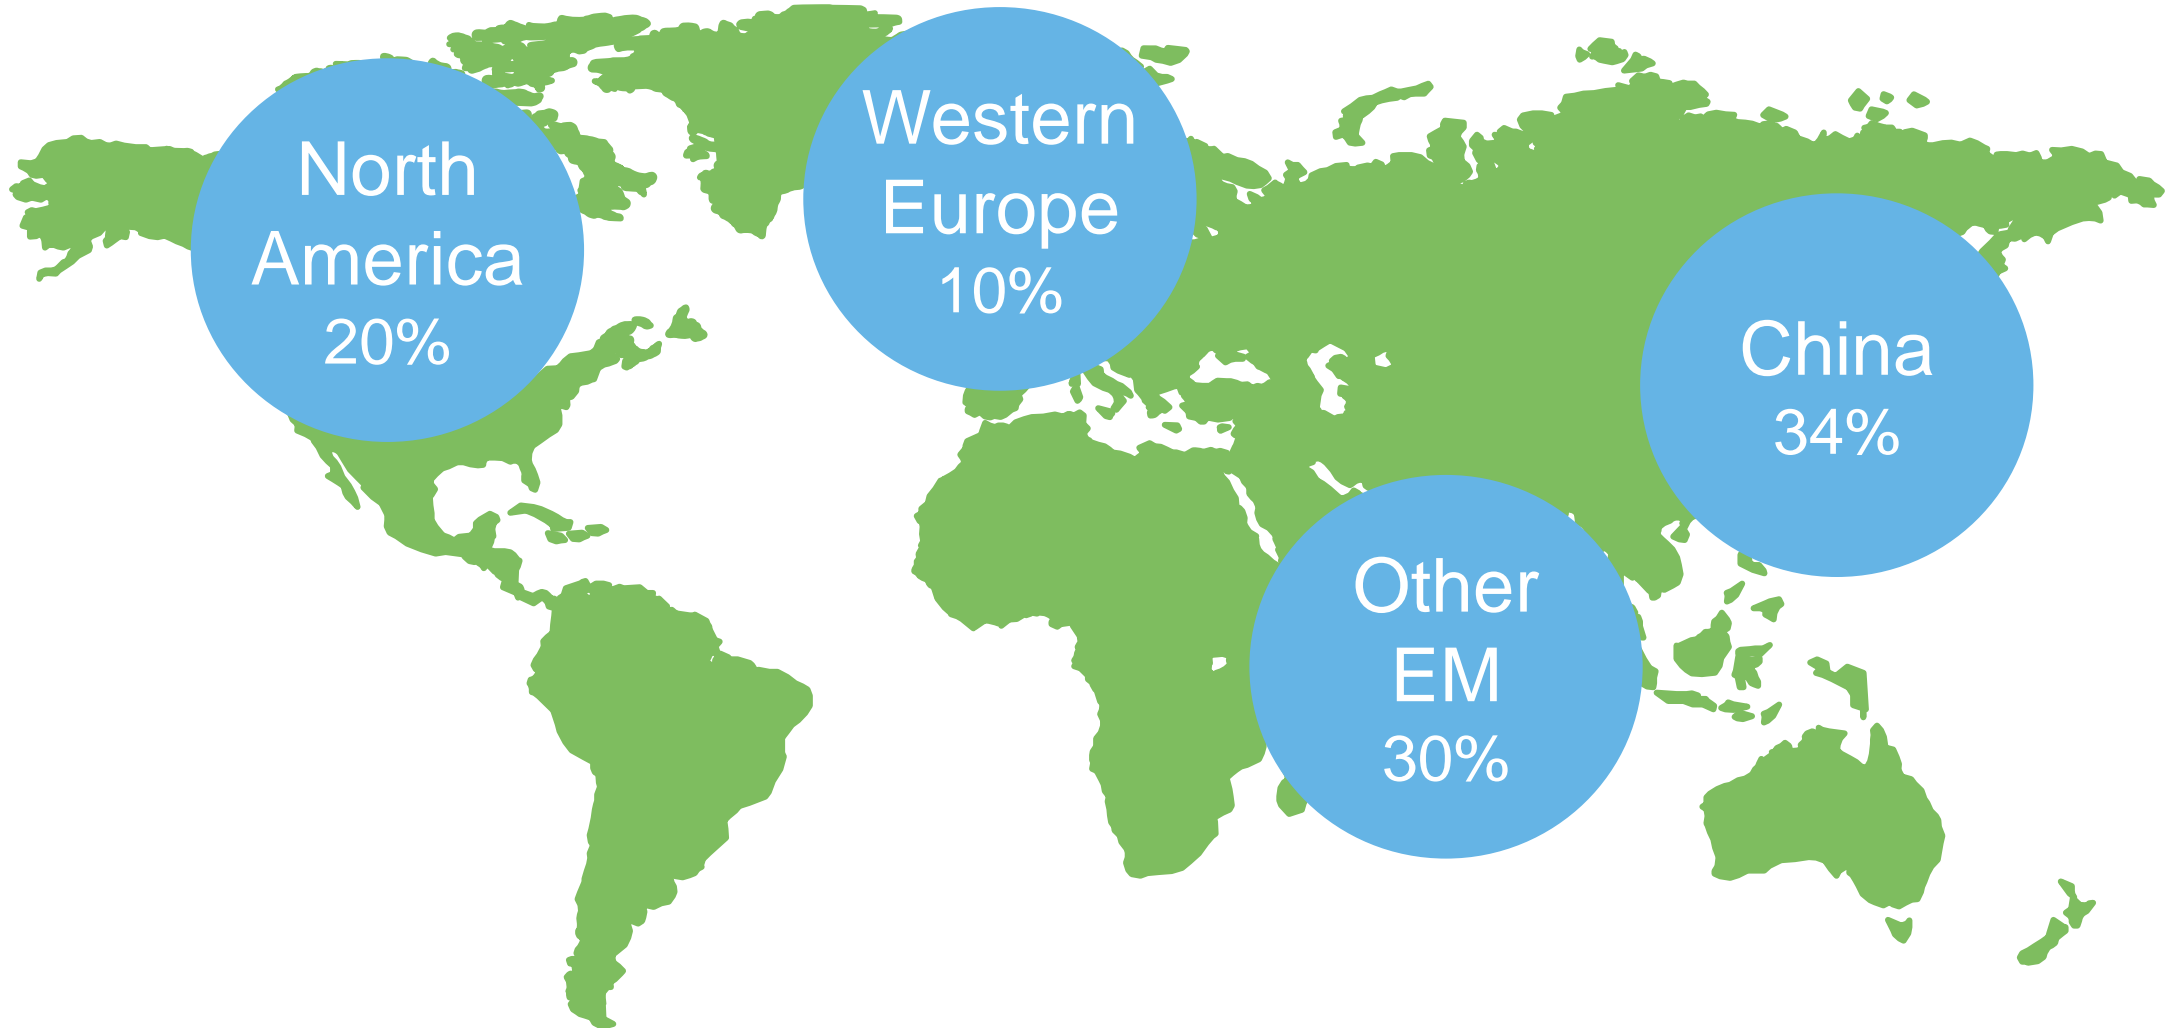 North
America
20%
Western
Europe
10%
China
34%
Other
EM
30%